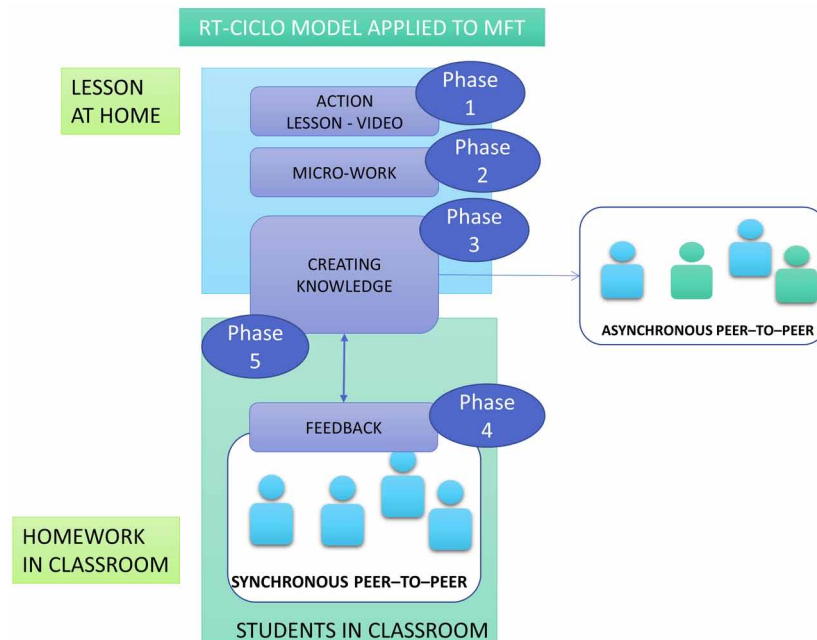 RT-CICLO MODEL APPLIED TO MFT
LESSON
AT HOME
ACTION
LESSON - VIDEO
Phase
1
MICRO-WORK
Phase
2
CREATING
KNOWLEDGE
Phase
3
ASYNCHRONOUS PEER–TO–PEER
Phase
5
FEEDBACK
Phase
4
HOMEWORK
IN CLASSROOM
SYNCHRONOUS PEER–TO–PEER
STUDENTS IN CLASSROOM